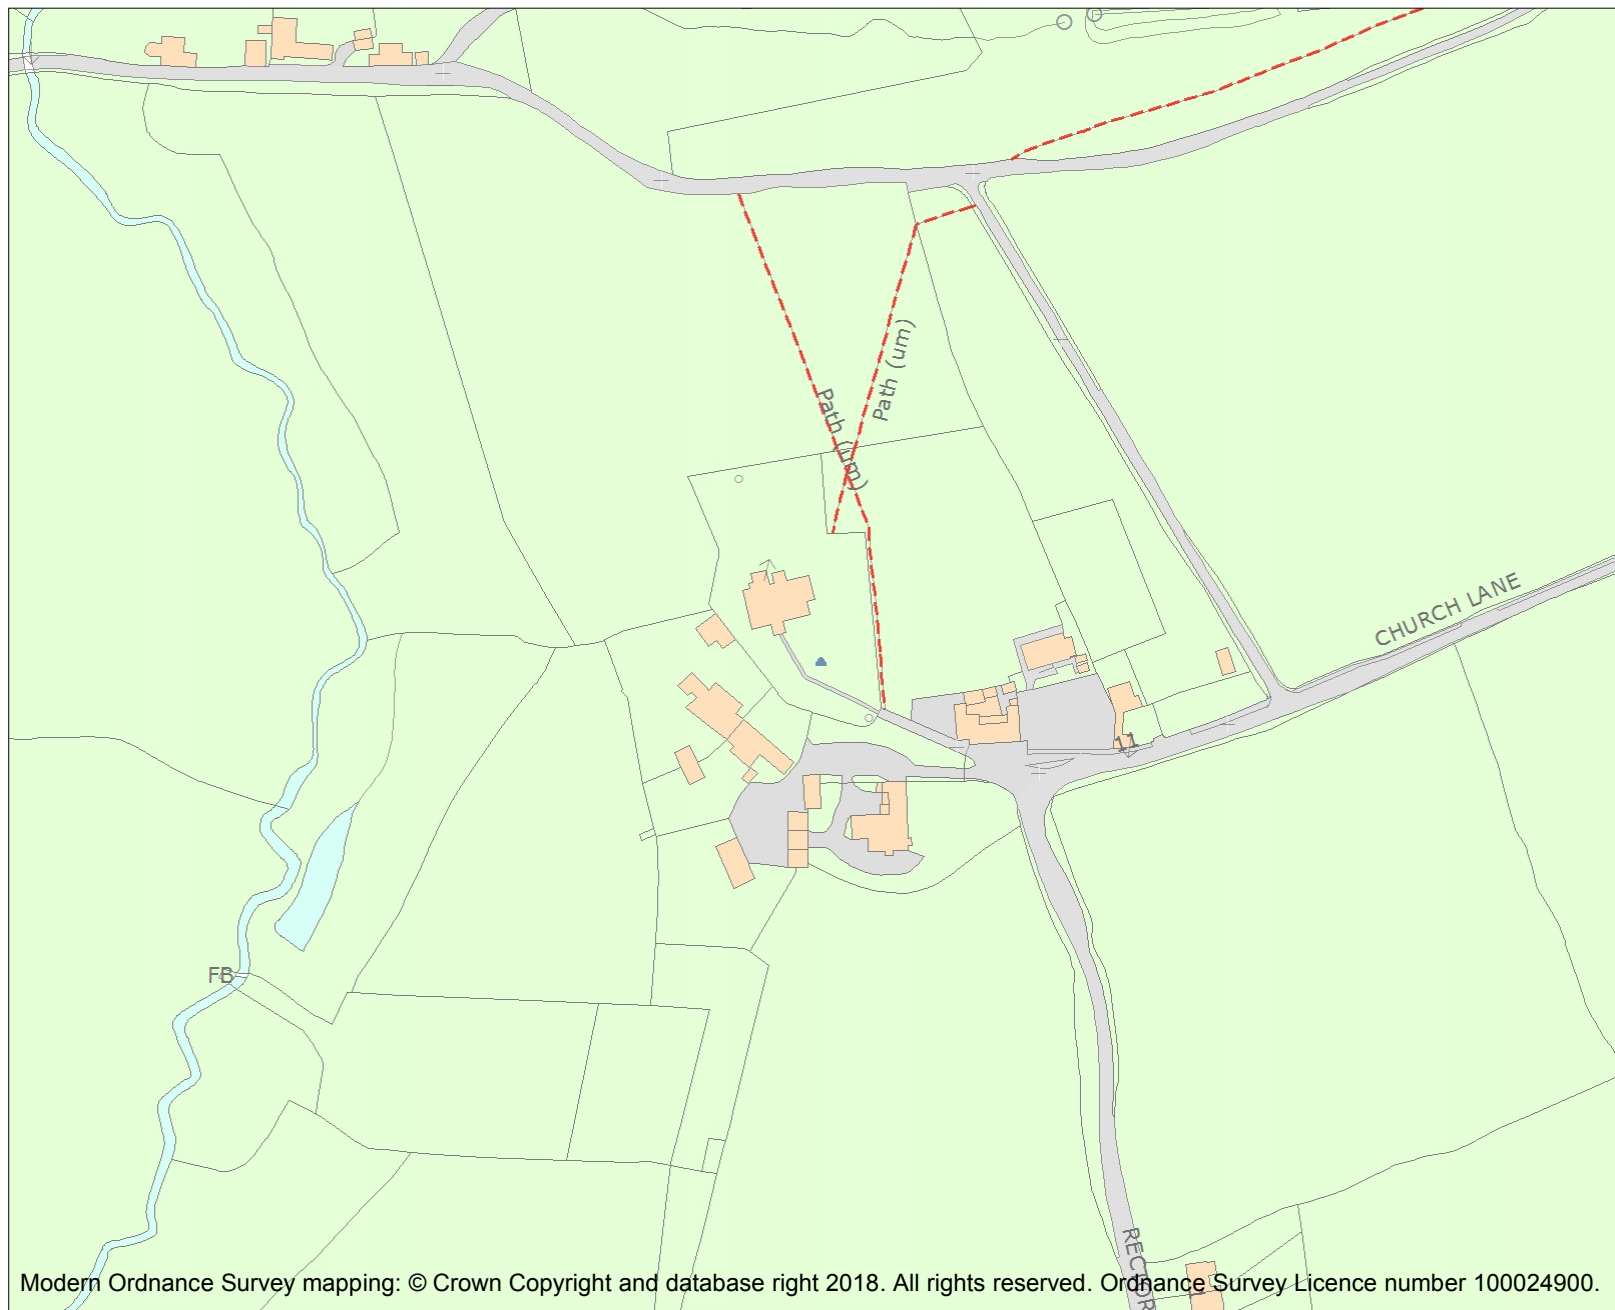 Path (um)
Path (um)
CHURCH LANE
11
FB
RECTOR
Modern Ordnance Survey mapping: © Crown Copyright and database right 2018. All rights reserved. Ordnance Survey Licence number 100024900.